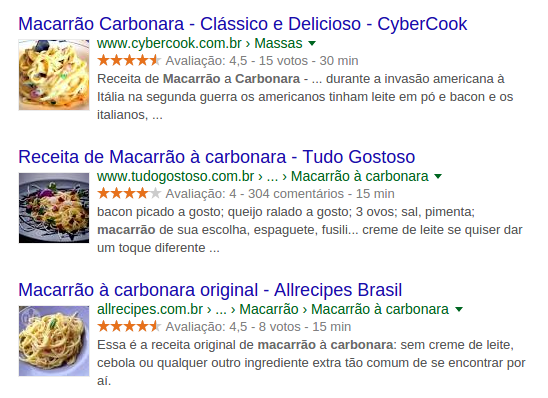 Macarrão Carbonara - Clássico e Delicioso - CyberCook
www.cybercook.com.br › Massas
Avaliação: 4,5 - 15 votos - 30 min
Receita de Macarrão a Carbonara - ... durante a invasão americana à
Itália na segunda guerra os americanos tinham leite em pó e bacon e os
italianos, ...
Receita de Macarrão à carbonara - Tudo Gostoso
www.tudogostoso.com.br › ... › Macarrão à carbonara
Avaliação: 4 - 304 comentários - 15 min
bacon picado a gosto; queijo ralado a gosto; 3 ovos; sal, pimenta;
macarrão de sua escolha, espaguete, fusili... creme de leite se quiser dar
um toque diferente ...
Macarrão à carbonara original - Allrecipes Brasil
allrecipes.com.br › ... › Macarrão › Macarrão à carbonara
Avaliação: 4,5 - 8 votos - 15 min
Essa é a receita original de macarrão à carbonara: sem creme de leite,
cebola ou qualquer outro ingrediente extra tão comum de se encontrar por
aí.